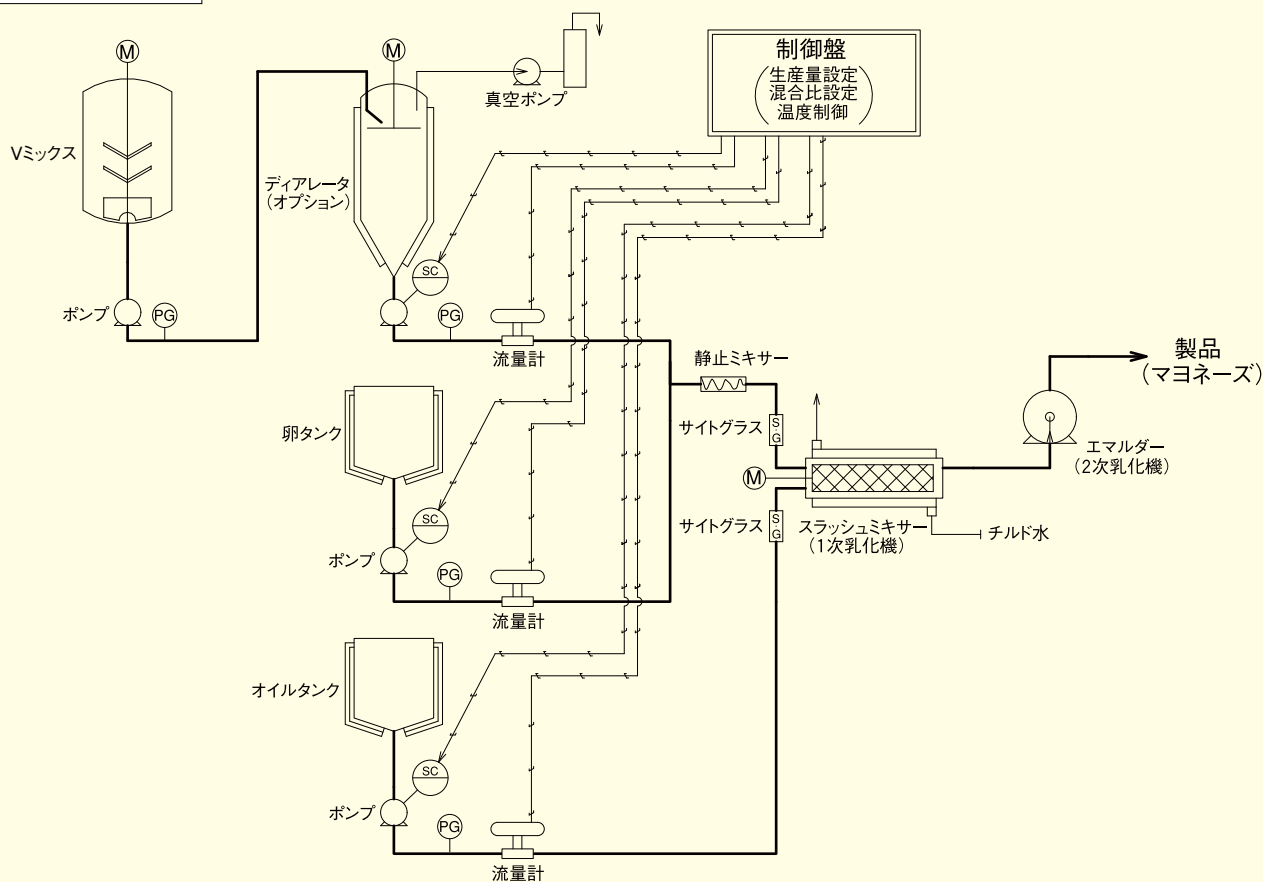 M
M
制御盤
(生産量設定
混合比設定
温度制御)
真空ポンプ
Vミックス
ディアレータ
(オプション)
SC
ポンプ
PG
PG
流量計
静止ミキサー
製品
(マヨネーズ)
サイトグラス
S・G
卵タンク
エマルダー
(2次乳化機)
M
SC
サイトグラス
S・G
スラッシュミキサー
(1次乳化機)
チルド水
ポンプ
PG
流量計
オイルタンク
SC
ポンプ
PG
流量計